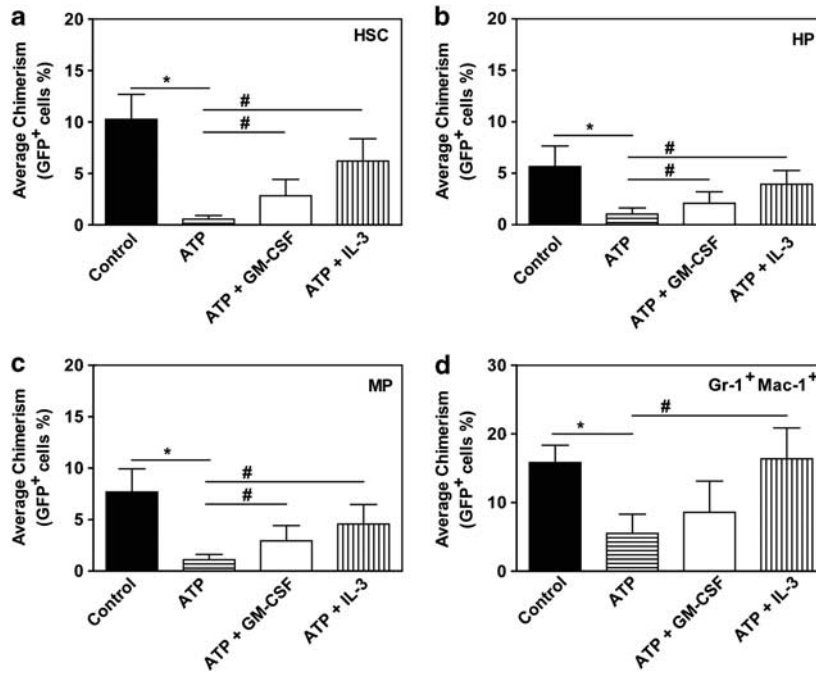 a
Average Chimerism
(GFP+ cells %)
20
15
10
5
0
HSC
*
#
#
Control
ATP
ATP + GM-CSF
ATP + IL-3
b
Average Chimerism
(GFP+ cells %)
20
15
10
5
0
HP
*
#
#
Control
ATP
ATP + GM-CSF
ATP + IL-3
c
Average Chimerism
(GFP+ cells %)
20
15
10
5
0
MP
*
#
#
Control
ATP
ATP + GM-CSF
ATP + IL-3
d
Average Chimerism
(GFP+ cells %)
30
20
10
0
Gr-1+ Mac-1+
*
#
Control
ATP
ATP + GM-CSF
ATP + IL-3